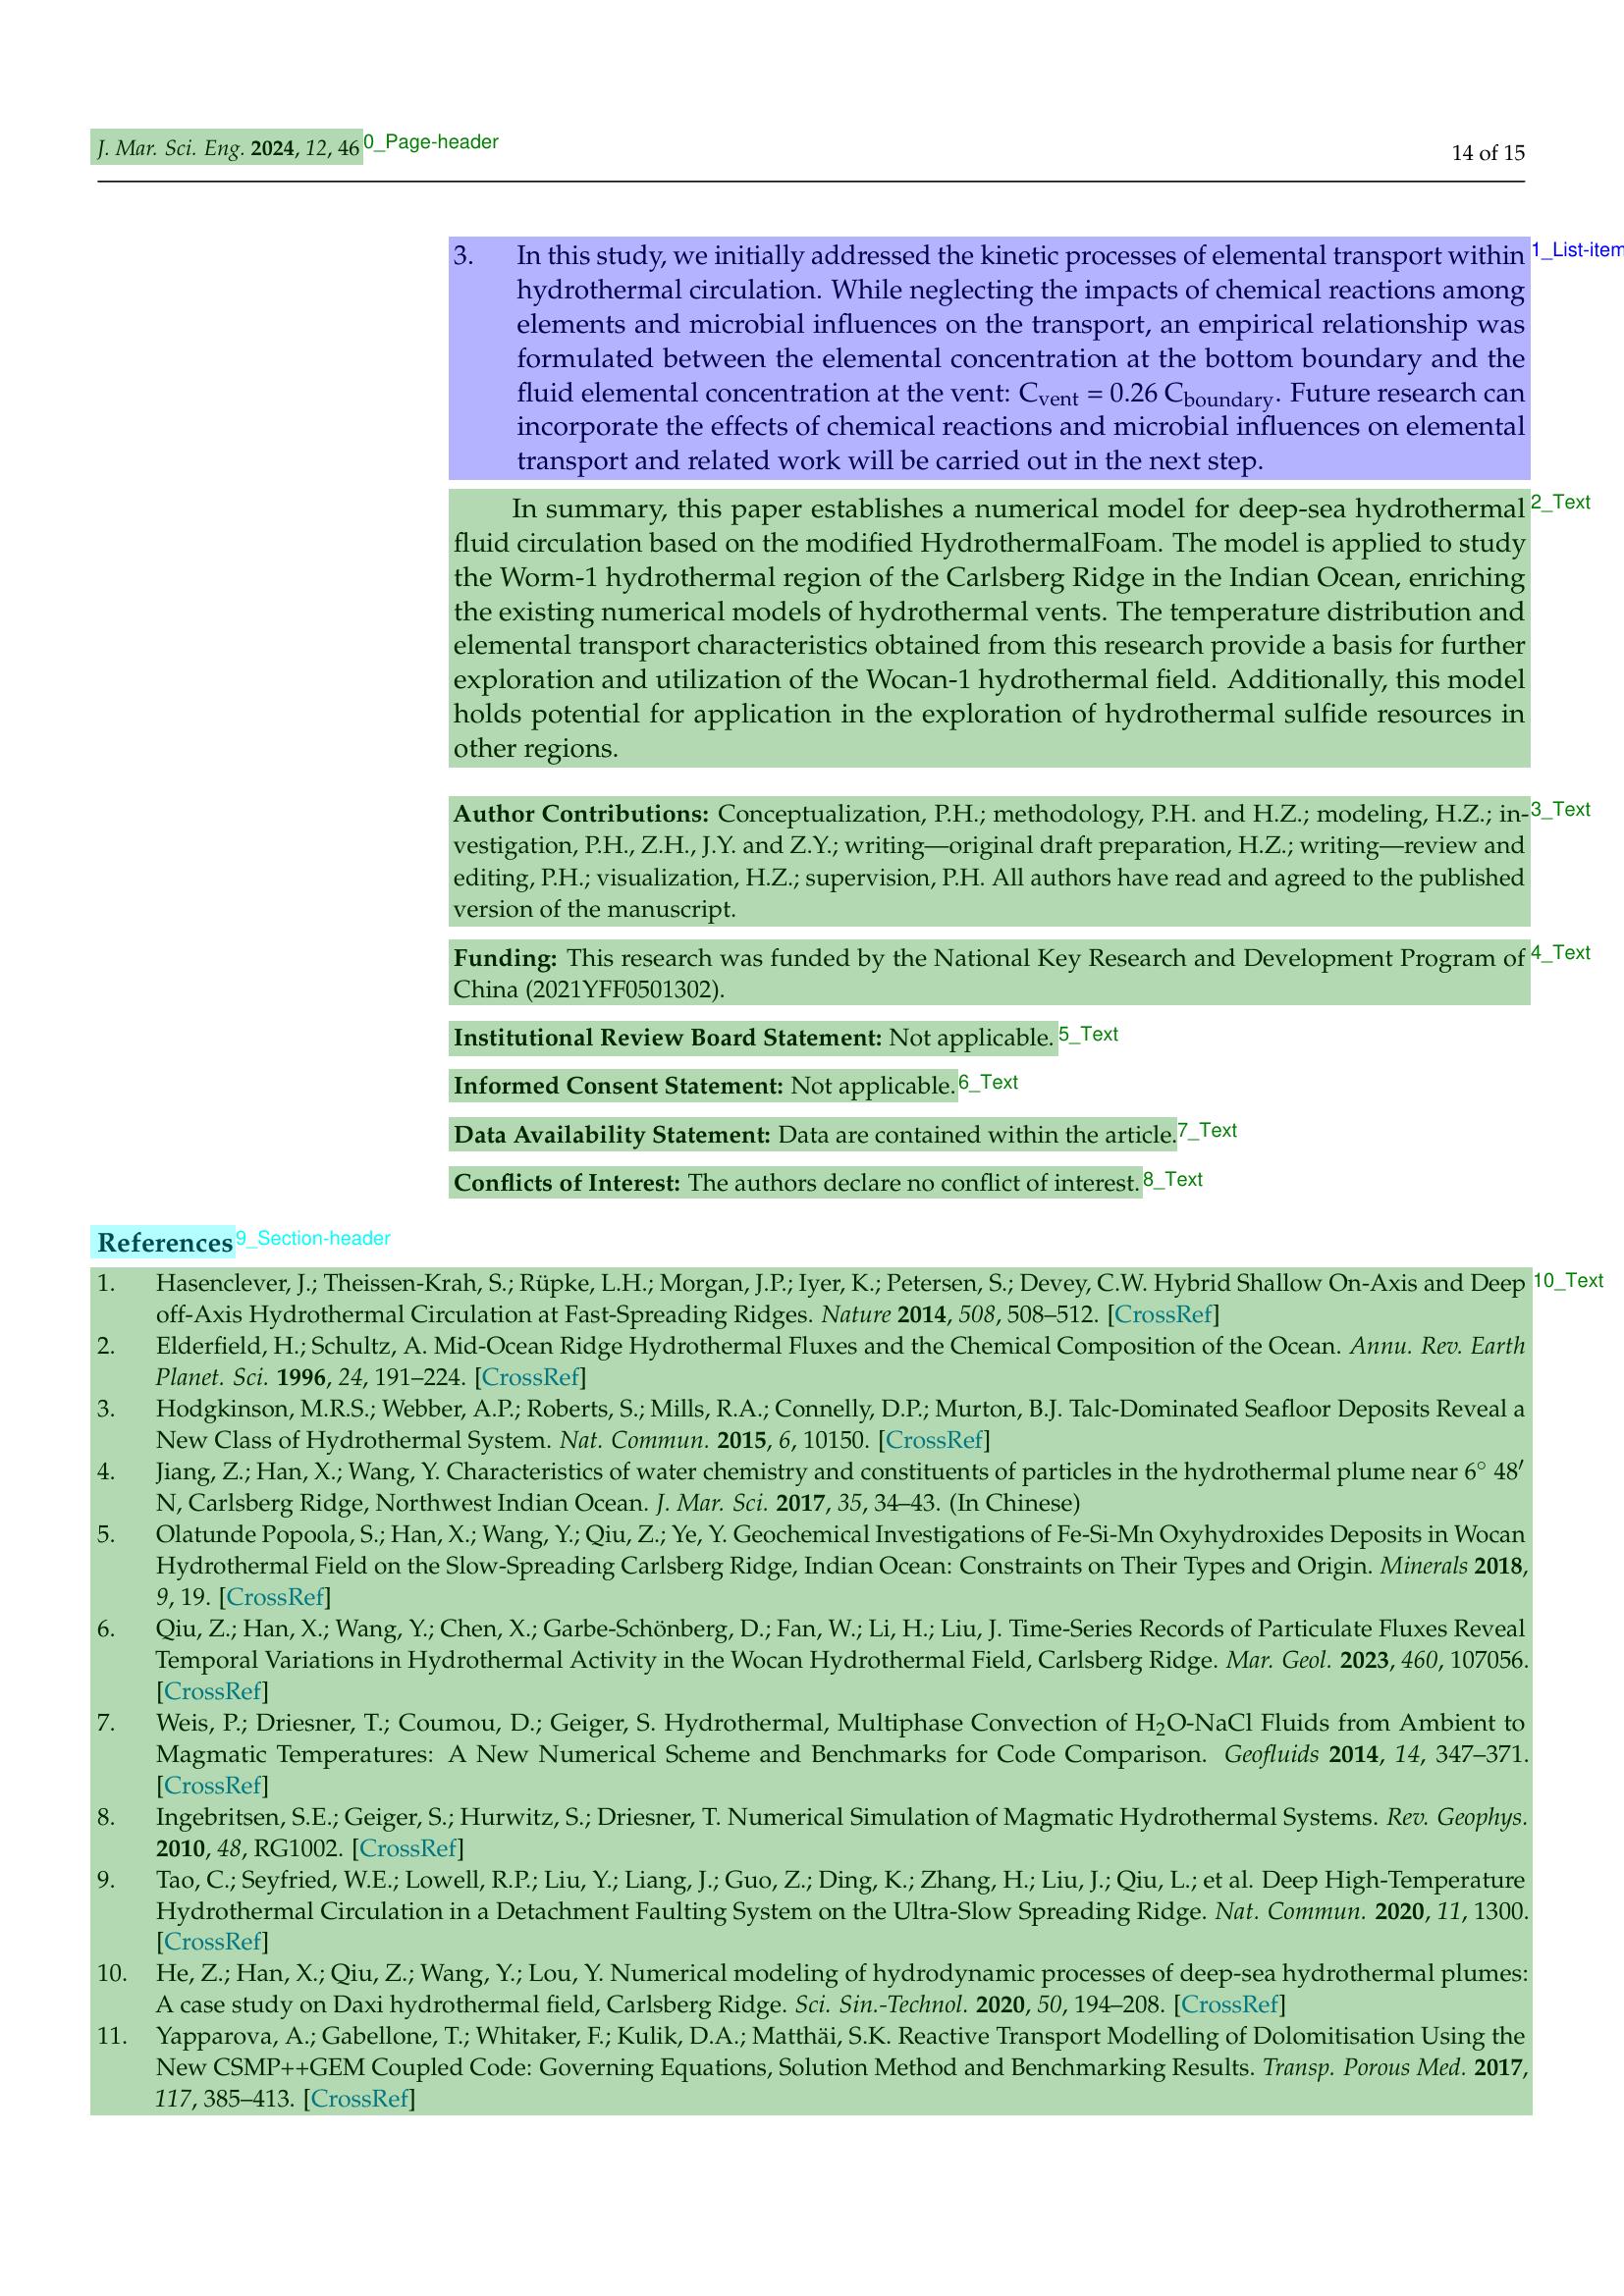 J. Mar. Sci. Eng. 2024, 12, 46
0_Page-header
14 of 15
3. In this study, we initially addressed the kinetic processes of elemental transport within
1_List-item
hydrothermal circulation. While neglecting the impacts of chemical reactions among
elements and microbial influences on the transport, an empirical relationship was
formulated between the elemental concentration at the bottom boundary and the
fluid elemental concentration at the vent: Cvent = 0.26 Cboundary. Future research can
incorporate the effects of chemical reactions and microbial influences on elemental
transport and related work will be carried out in the next step.
In summary, this paper establishes a numerical model for deep-sea hydrothermal
2_Text
fluid circulation based on the modified HydrothermalFoam. The model is applied to study
the Worm-1 hydrothermal region of the Carlsberg Ridge in the Indian Ocean, enriching
the existing numerical models of hydrothermal vents. The temperature distribution and
elemental transport characteristics obtained from this research provide a basis for further
exploration and utilization of the Wocan-1 hydrothermal field. Additionally, this model
holds potential for application in the exploration of hydrothermal sulfide resources in
other regions.
Author Contributions: Conceptualization, P.H.; methodology, P.H. and H.Z.; modeling, H.Z.; in-
3_Text
vestigation, P.H., Z.H., J.Y. and Z.Y.; writing—original draft preparation, H.Z.; writing—review and
editing, P.H.; visualization, H.Z.; supervision, P.H. All authors have read and agreed to the published
version of the manuscript.
Funding: This research was funded by the National Key Research and Development Program of
4_Text
China (2021YFF0501302).
Institutional Review Board Statement: Not applicable.
5_Text
Informed Consent Statement: Not applicable.
6_Text
Data Availability Statement: Data are contained within the article.
7_Text
Conflicts of Interest: The authors declare no conflict of interest.
8_Text
References
9_Section-header
1. Hasenclever, J.; Theissen-Krah, S.; Rüpke, L.H.; Morgan, J.P.; Iyer, K.; Petersen, S.; Devey, C.W. Hybrid Shallow On-Axis and Deep
10_Text
off-Axis Hydrothermal Circulation at Fast-Spreading Ridges. Nature 2014, 508, 508–512. [CrossRef]
2. Elderfield, H.; Schultz, A. Mid-Ocean Ridge Hydrothermal Fluxes and the Chemical Composition of the Ocean. Annu. Rev. Earth
Planet. Sci. 1996, 24, 191–224. [CrossRef]
3. Hodgkinson, M.R.S.; Webber, A.P.; Roberts, S.; Mills, R.A.; Connelly, D.P.; Murton, B.J. Talc-Dominated Seafloor Deposits Reveal a
New Class of Hydrothermal System. Nat. Commun. 2015, 6, 10150. [CrossRef]
4. Jiang, Z.; Han, X.; Wang, Y. Characteristics of water chemistry and constituents of particles in the hydrothermal plume near 6° 48′
N, Carlsberg Ridge, Northwest Indian Ocean. J. Mar. Sci. 2017, 35, 34–43. (In Chinese)
5. Olatunde Popoola, S.; Han, X.; Wang, Y.; Qiu, Z.; Ye, Y. Geochemical Investigations of Fe-Si-Mn Oxyhydroxides Deposits in Wocan
Hydrothermal Field on the Slow-Spreading Carlsberg Ridge, Indian Ocean: Constraints on Their Types and Origin. Minerals 2018,
9, 19. [CrossRef]
6. Qiu, Z.; Han, X.; Wang, Y.; Chen, X.; Garbe-Schönberg, D.; Fan, W.; Li, H.; Liu, J. Time-Series Records of Particulate Fluxes Reveal
Temporal Variations in Hydrothermal Activity in the Wocan Hydrothermal Field, Carlsberg Ridge. Mar. Geol. 2023, 460, 107056.
[CrossRef]
7. Weis, P.; Driesner, T.; Coumou, D.; Geiger, S. Hydrothermal, Multiphase Convection of H₂O-NaCl Fluids from Ambient to
Magmatic Temperatures: A New Numerical Scheme and Benchmarks for Code Comparison. Geofluids 2014, 14, 347–371.
[CrossRef]
8. Ingebritsen, S.E.; Geiger, S.; Hurwitz, S.; Driesner, T. Numerical Simulation of Magmatic Hydrothermal Systems. Rev. Geophys.
2010, 48, RG1002. [CrossRef]
9. Tao, C.; Seyfried, W.E.; Lowell, R.P.; Liu, Y.; Liang, J.; Guo, Z.; Ding, K.; Zhang, H.; Liu, J.; Qiu, L.; et al. Deep High-Temperature
Hydrothermal Circulation in a Detachment Faulting System on the Ultra-Slow Spreading Ridge. Nat. Commun. 2020, 11, 1300.
[CrossRef]
10. He, Z.; Han, X.; Qiu, Z.; Wang, Y.; Lou, Y. Numerical modeling of hydrodynamic processes of deep-sea hydrothermal plumes:
A case study on Daxi hydrothermal field, Carlsberg Ridge. Sci. Sin.-Technol. 2020, 50, 194–208. [CrossRef]
11. Yapparova, A.; Gabellone, T.; Whitaker, F.; Kulik, D.A.; Matthäi, S.K. Reactive Transport Modelling of Dolomitisation Using the
New CSMP++GEM Coupled Code: Governing Equations, Solution Method and Benchmarking Results. Transp. Porous Med. 2017,
117, 385–413. [CrossRef]